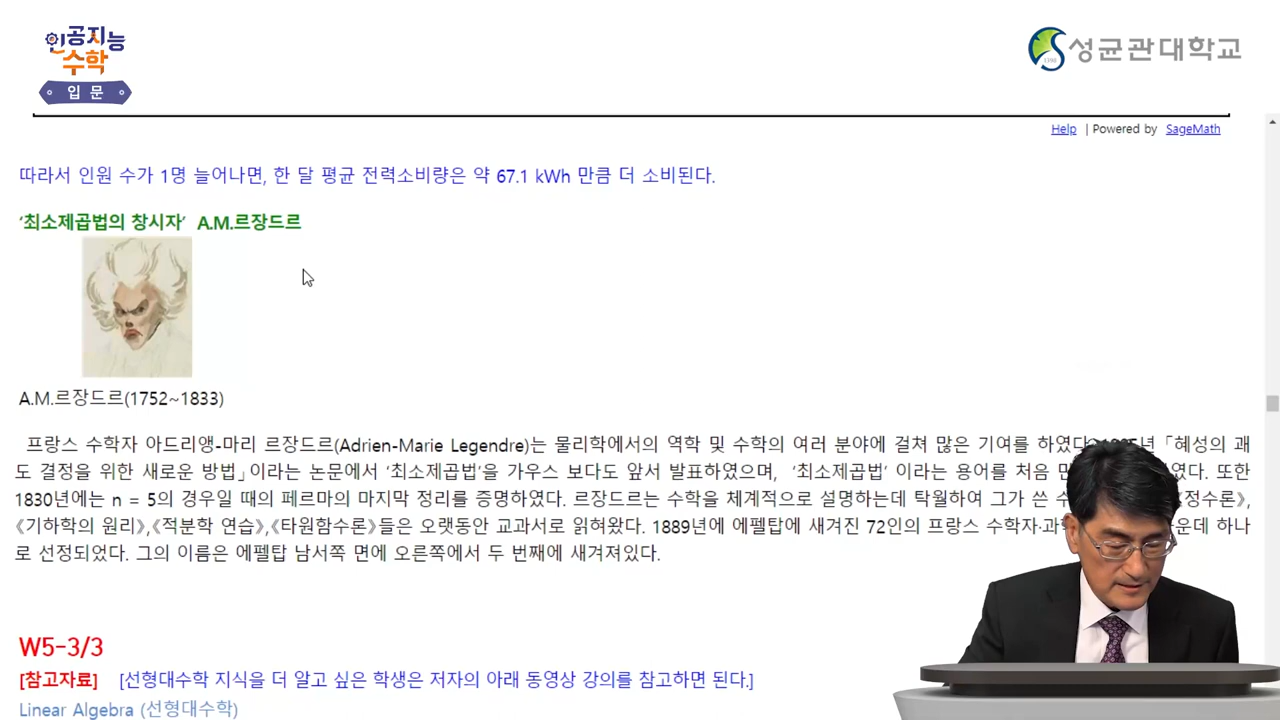 인공지능
수학
입 문
성균관대학교
Help | Powered by SageMath
따라서 인원 수가 1명 늘어나면, 한 달 평균 전력소비량은 약 67.1 kWh 만큼 더 소비된다.
‘최소제곱법의 창시자’ A.M.르장드르
A.M.르장드르(1752~1833)
프랑스 수학자 아드리앵-마리 르장드르(Adrien-Marie Legendre)는 물리학에서의 역학 및 수학의 여러 분야에 걸쳐 많은 기여를 하였다 「혜성의 궤
도 결정을 위한 새로운 방법」이라는 논문에서 ‘최소제곱법’을 가우스 보다도 앞서 발표하였으며, ‘최소제곱법’ 이라는 용어를 처음 또한
1830년에는 n = 5의 경우일 때의 페르마의 마지막 정리를 증명하였다. 르장드르는 수학을 체계적으로 설명하는데 탁월하여 그가 쓴 정수론》,
《기하학의 원리》,《적분학 연습》,《타원함수론》들은 오랫동안 교과서로 읽혀왔다. 1889년에 에펠탑에 새겨진 72인의 프랑스 수학자·과 하나
로 선정되었다. 그의 이름은 에펠탑 남서쪽 면에 오른쪽에서 두 번째에 새겨져있다.
W5-3/3
[참고자료] [선형대수학 지식을 더 알고 싶은 학생은 저자의 아래 동영상 강의를 참고하면 된다.]
Linear Algebra (선형대수학)